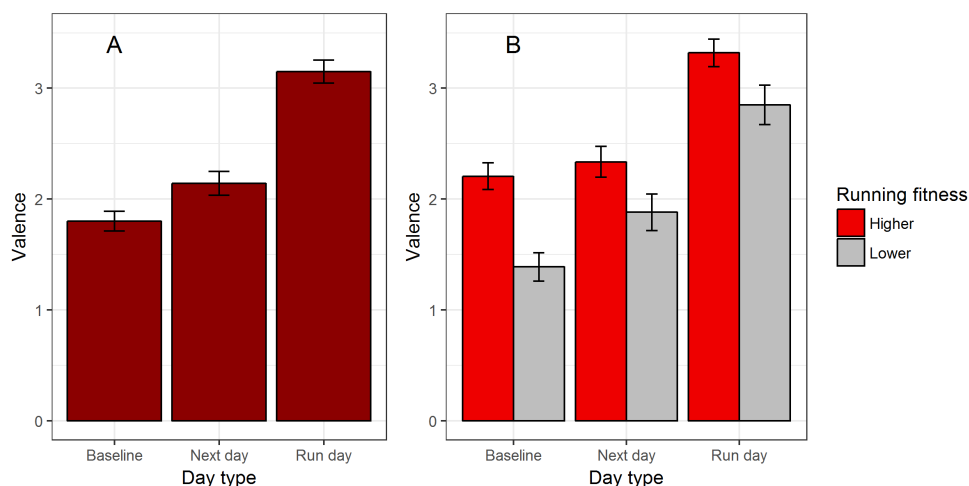 A
Valence
3
2
1
0
Baseline Next day Run day
Day type
B
Valence
3
2
1
0
Baseline Next day Run day
Day type
Running fitness
Higher
Lower